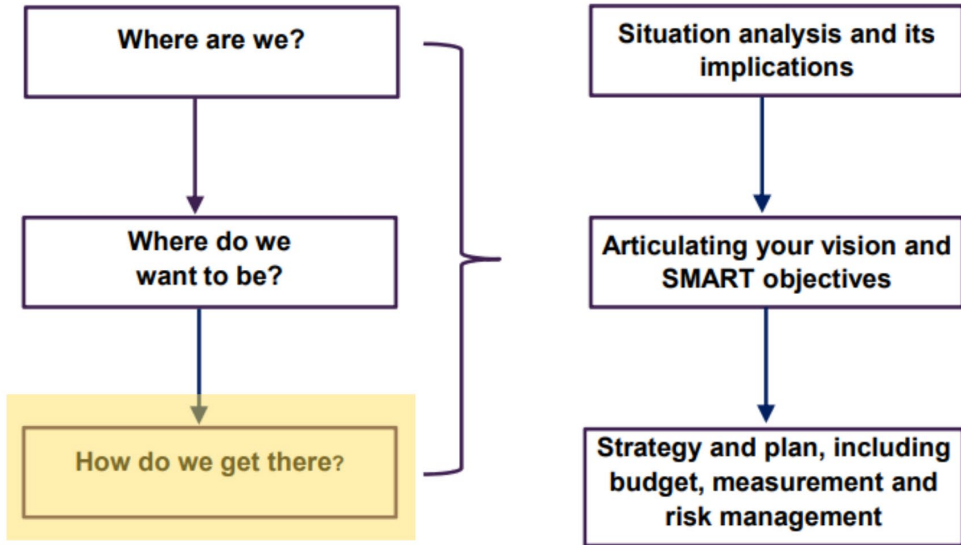 Where are we?
Where do we
want to be?
How do we get there?
Situation analysis and its
implications
Articulating your vision and
SMART objectives
Strategy and plan, including
budget, measurement and
risk management